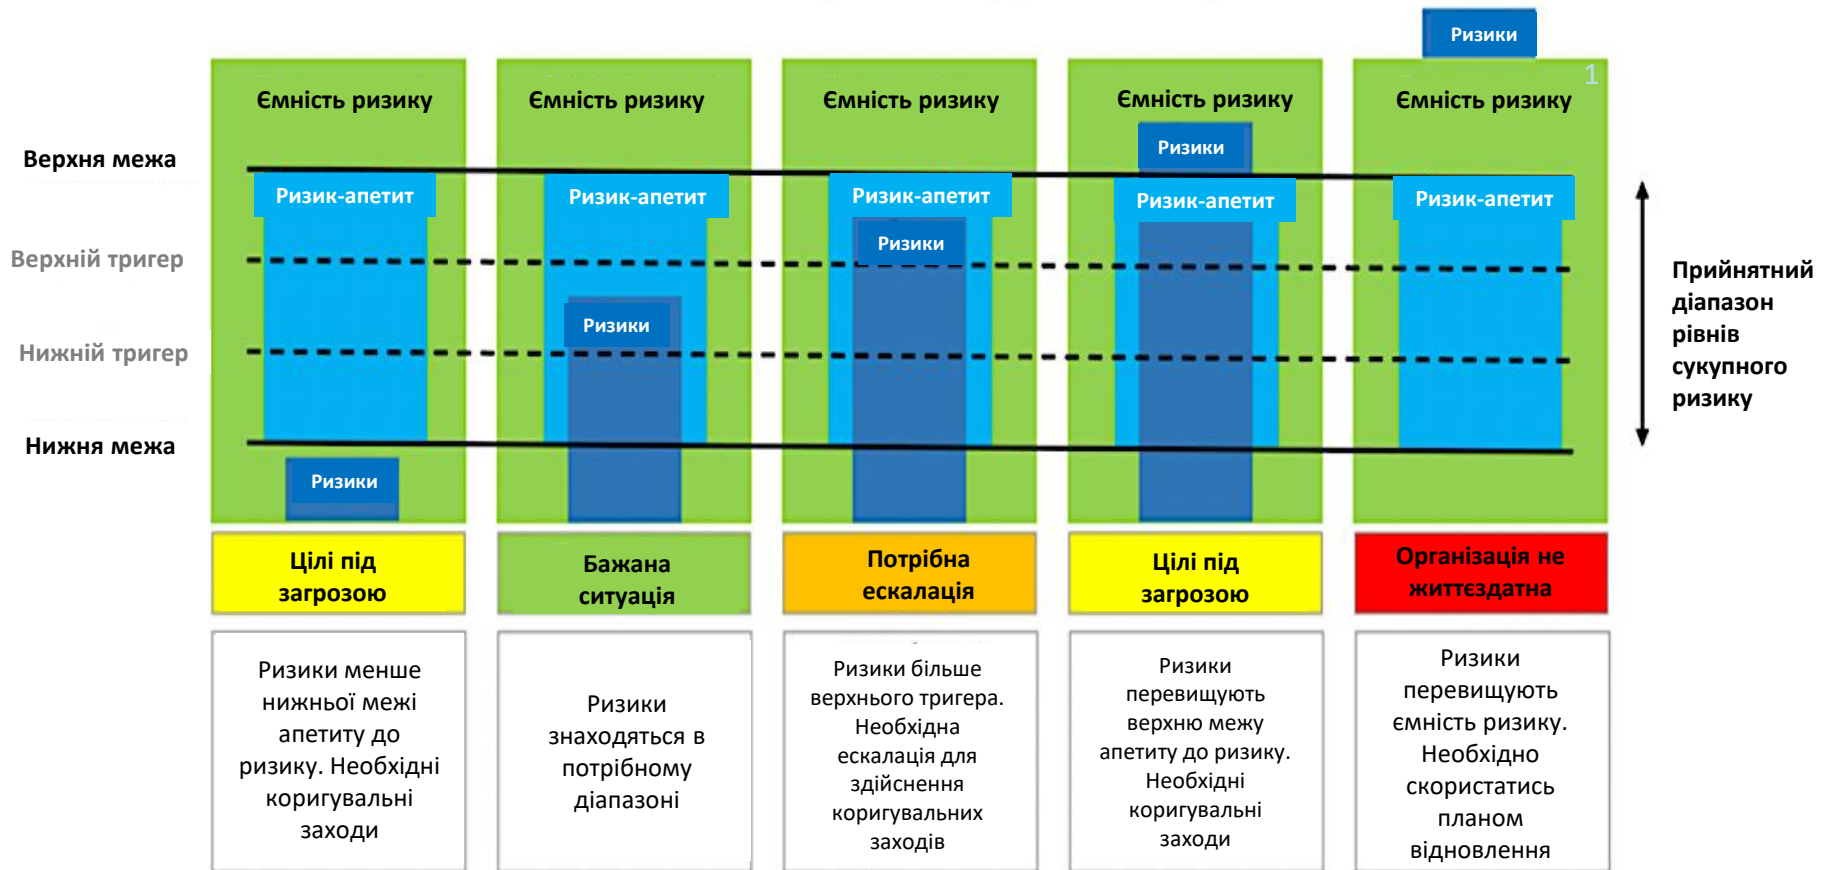 Ризики
1
Ємність ризику
Ємність ризику
Ємність ризику
Ємність ризику
Ємність ризику
Ризики
Верхня межа
Ризик-апетит
Ризик-апетит
Ризик-апетит
Ризик-апетит
Ризик-апетит
Верхній тригер
Ризики
Ризики
Нижній тригер
Нижня межа
Ризики
Прийнятний
діапазон
рівнів
сукупного
ризику
Цілі під
загрозою
Бажана
ситуація
Потрібна
ескалація
Цілі під
загрозою
Організація не
життєздатна
Ризики менше
нижньої межі
апетиту до
ризику. Необхідні
коригувальні
заходи
Ризики
знаходяться в
потрібному
діапазоні
Ризики більше
верхнього тригера.
Необхідна
ескалація для
здійснення
коригувальних
заходів
Ризики
перевищують
верхню межу
апетиту до ризику.
Необхідні
коригувальні
заходи
Ризики
перевищують
ємність ризику.
Необхідно
скористатись
планом
відновлення